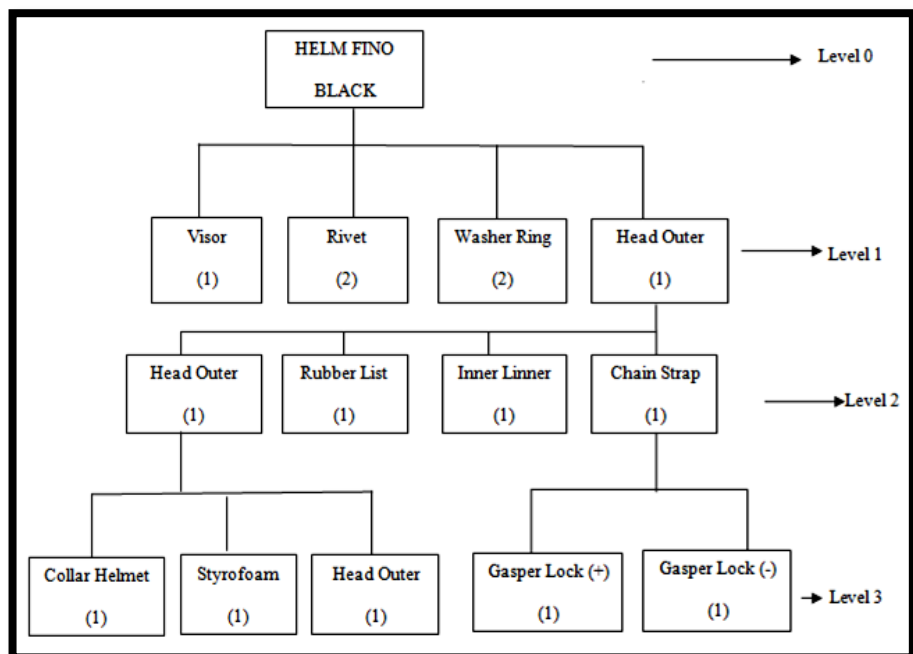 HELM FINO
BLACK
Level 0
Visor
(1)
Rivet
(2)
Washer Ring
(2)
Head Outer
(1)
Level 1
Head Outer
(1)
Rubber List
(1)
Inner Linner
(1)
Chain Strap
(1)
Level 2
Collar Helmet
(1)
Styrofoam
(1)
Head Outer
(1)
Gasper Lock (+)
(1)
Gasper Lock (-)
(1)
Level 3